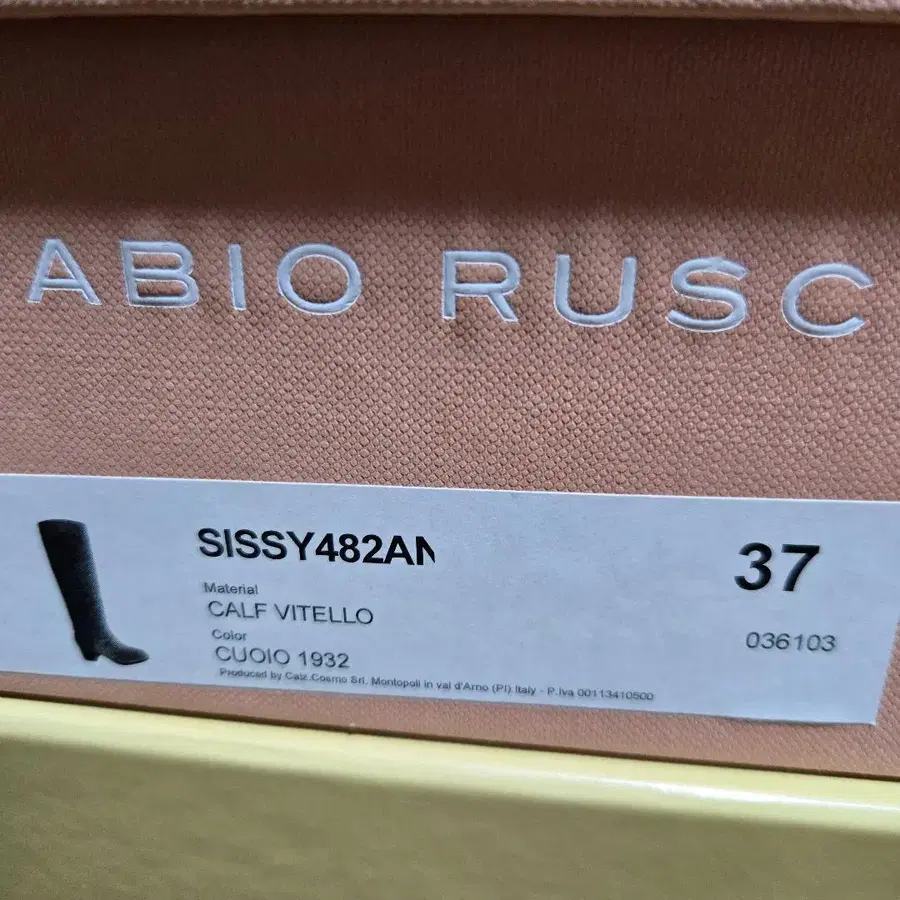 ABIO RUSC
SISSY482AN
37
Material
CALF VITELLO
Color
036103
CUOIO 1932
Produced by Calz.Cosmo Srl. Montopoli in val d'Arno (PI) Italy - P.Iva 00113410500